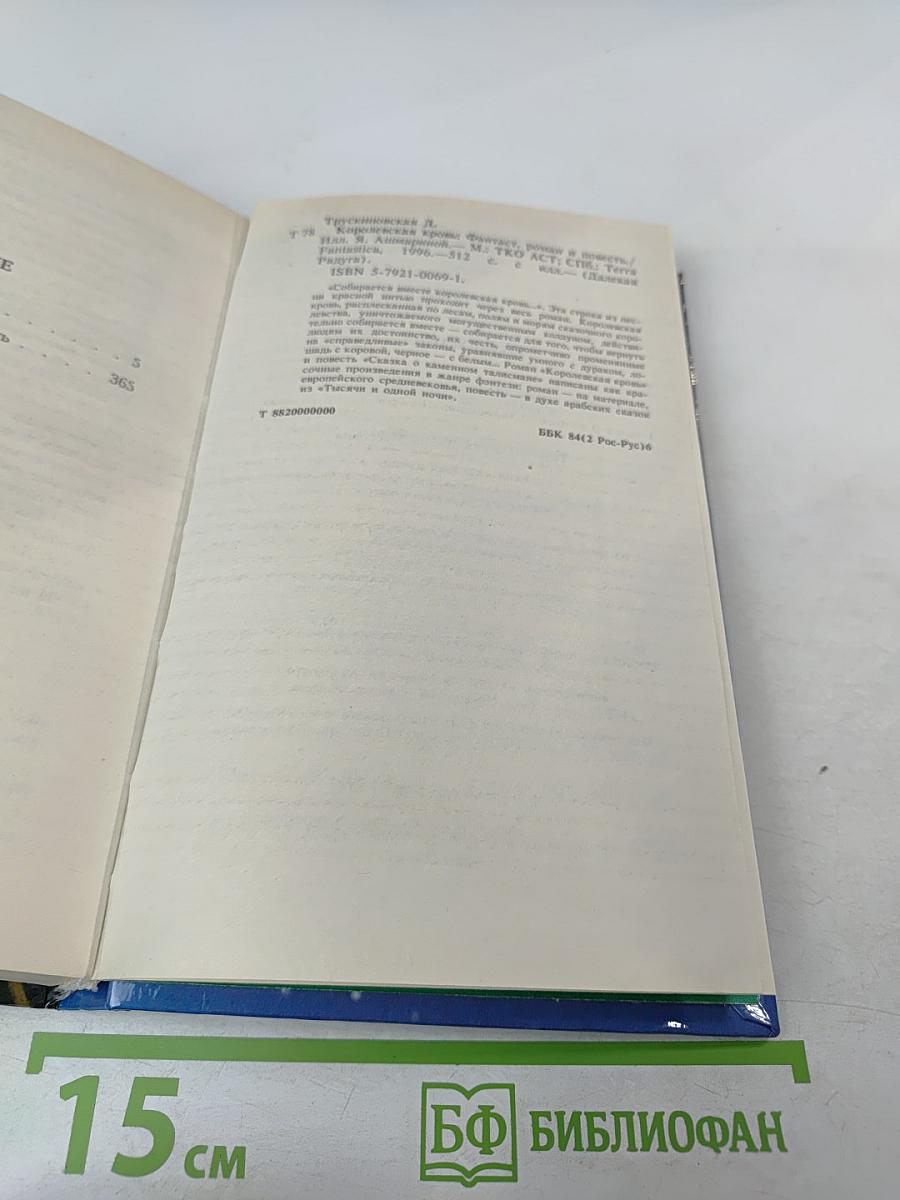 Е
. . . . . . . .
ь
. . . . . . . 5
. . . . . 365
Трускиновская Д.
Т 78 Королевская кровь: Фантаст. роман и повесть./
Илл. Я. Ашмариной.— М.: ТКО АСТ; СПб.: Terra
Fantastica, 1996.—512 с. с илл.— (Далекая
Радуга).
ISBN 5-7921-0069-1.
«Собирается вместе королевская кровь...». Эта строка из пес-
ни красной нитью проходит через весь роман. Королевская
кровь, расплесканная по лесам, полям и морям сказочного коро-
левства, уничтожаемого могущественным колдуном, действи-
тельно собирается вместе — собирается для того, чтобы вернуть
людям их достоинство, их честь, опрометчиво променянные
на «справедливые» законы, уравнявшие умного с дураком, ло-
шадь с коровой, черное — с белым... Роман «Королевская кровь»
и повесть «Сказка о каменном талисмане» написаны как кра-
сочные произведения в жанре фэнтези: роман — на материале,
европейского средневековья, повесть — в духе арабских сказок
из «Тысячи и одной ночи».
Т 8820000000
ББК 84(2 Рос-Рус)6
15 см
БФ БИБЛИОФАН